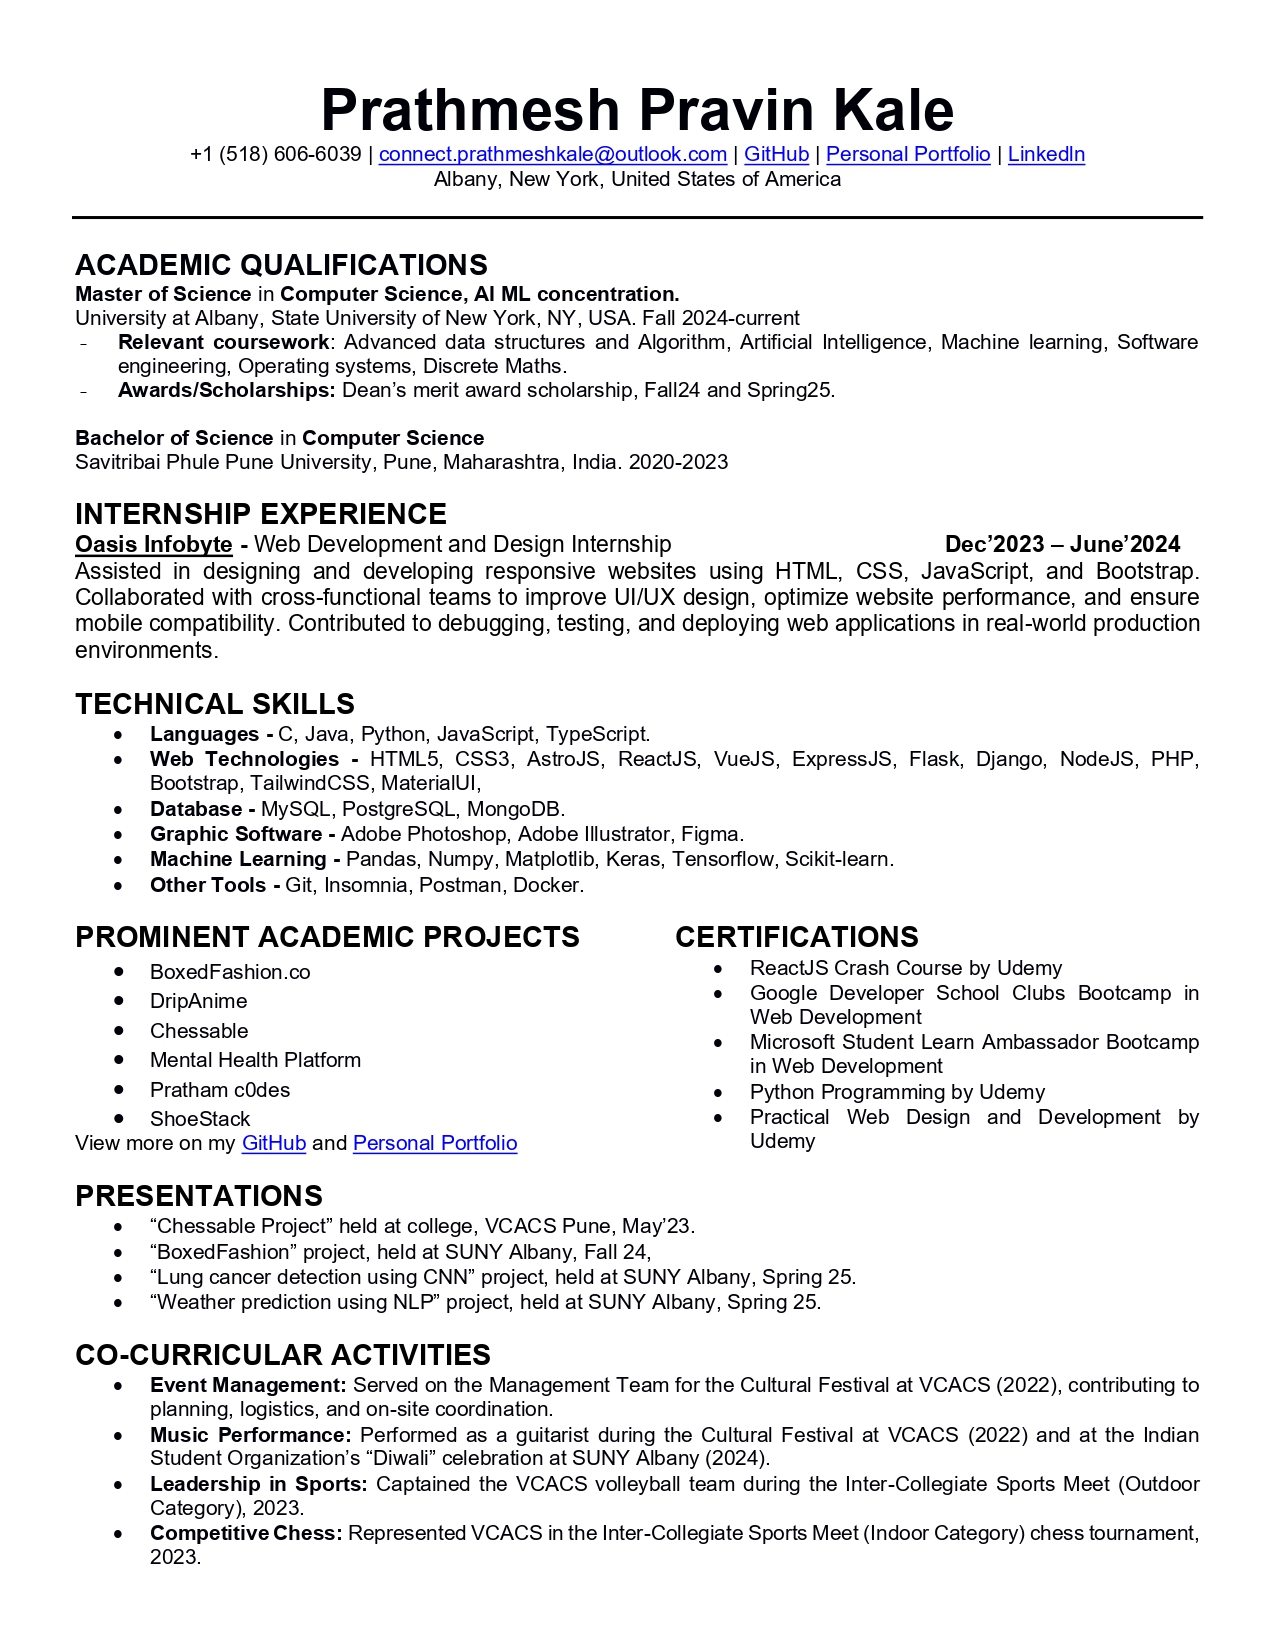 Prathmesh Pravin Kale
+1 (518) 606-6039 | connect.prathmeshkale@outlook.com | GitHub | Personal Portfolio | LinkedIn
Albany, New York, United States of America
ACADEMIC QUALIFICATIONS
Master of Science in Computer Science, AI ML concentration.
University at Albany, State University of New York, NY, USA. Fall 2024-current
- Relevant coursework: Advanced data structures and Algorithm, Artificial Intelligence, Machine learning, Software
engineering, Operating systems, Discrete Maths.
- Awards/Scholarships: Dean’s merit award scholarship, Fall24 and Spring25.
Bachelor of Science in Computer Science
Savitribai Phule Pune University, Pune, Maharashtra, India. 2020-2023
INTERNSHIP EXPERIENCE
Oasis Infobyte - Web Development and Design Internship Dec’2023 – June’2024
Assisted in designing and developing responsive websites using HTML, CSS, JavaScript, and Bootstrap.
Collaborated with cross-functional teams to improve UI/UX design, optimize website performance, and ensure
mobile compatibility. Contributed to debugging, testing, and deploying web applications in real-world production
environments.
TECHNICAL SKILLS
• Languages - C, Java, Python, JavaScript, TypeScript.
• Web Technologies - HTML5, CSS3, AstroJS, ReactJS, VueJS, ExpressJS, Flask, Django, NodeJS, PHP,
Bootstrap, TailwindCSS, MaterialUI,
• Database - MySQL, PostgreSQL, MongoDB.
• Graphic Software - Adobe Photoshop, Adobe Illustrator, Figma.
• Machine Learning - Pandas, Numpy, Matplotlib, Keras, Tensorflow, Scikit-learn.
• Other Tools - Git, Insomnia, Postman, Docker.
PROMINENT ACADEMIC PROJECTS
• BoxedFashion.co
• DripAnime
• Chessable
• Mental Health Platform
• Pratham c0des
• ShoeStack
View more on my GitHub and Personal Portfolio
CERTIFICATIONS
• ReactJS Crash Course by Udemy
• Google Developer School Clubs Bootcamp in
Web Development
• Microsoft Student Learn Ambassador Bootcamp
in Web Development
• Python Programming by Udemy
• Practical Web Design and Development by
Udemy
PRESENTATIONS
• “Chessable Project” held at college, VCACS Pune, May’23.
• “BoxedFashion” project, held at SUNY Albany, Fall 24,
• “Lung cancer detection using CNN” project, held at SUNY Albany, Spring 25.
• “Weather prediction using NLP” project, held at SUNY Albany, Spring 25.
CO-CURRICULAR ACTIVITIES
• Event Management: Served on the Management Team for the Cultural Festival at VCACS (2022), contributing to
planning, logistics, and on-site coordination.
• Music Performance: Performed as a guitarist during the Cultural Festival at VCACS (2022) and at the Indian
Student Organization’s “Diwali” celebration at SUNY Albany (2024).
• Leadership in Sports: Captained the VCACS volleyball team during the Inter-Collegiate Sports Meet (Outdoor
Category), 2023.
• Competitive Chess: Represented VCACS in the Inter-Collegiate Sports Meet (Indoor Category) chess tournament,
2023.